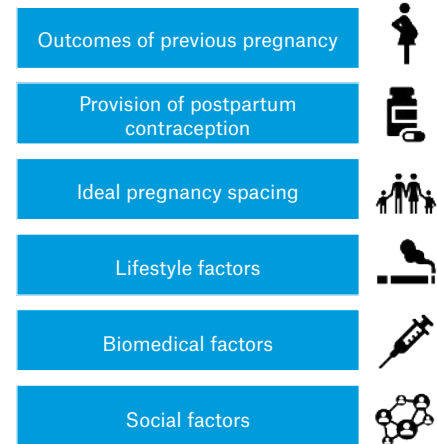 Outcomes of previous pregnancy
Provision of postpartum
contraception
Ideal pregnancy spacing
Lifestyle factors
Biomedical factors
Social factors